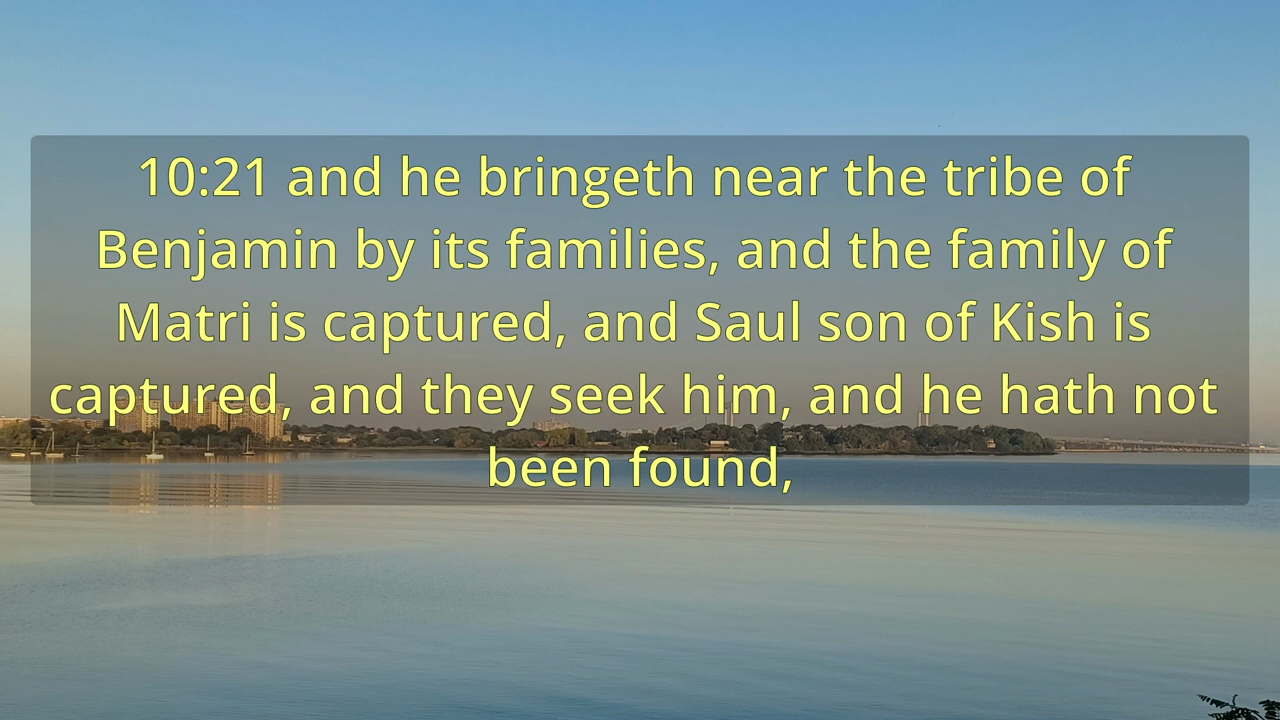 10:21 and he bringeth near the tribe of
Benjamin by its families, and the family of
Matri is captured, and Saul son of Kish is
captured, and they seek him, and he hath not
been found,